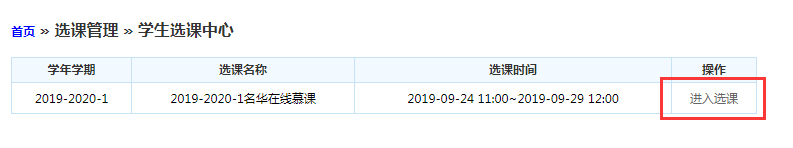 首页 » 选课管理 » 学生选课中心
学年学期 选课名称 选课时间 操作
2019-2020-1 2019-2020-1名华在线慕课 2019-09-24 11:00~2019-09-29 12:00 进入选课